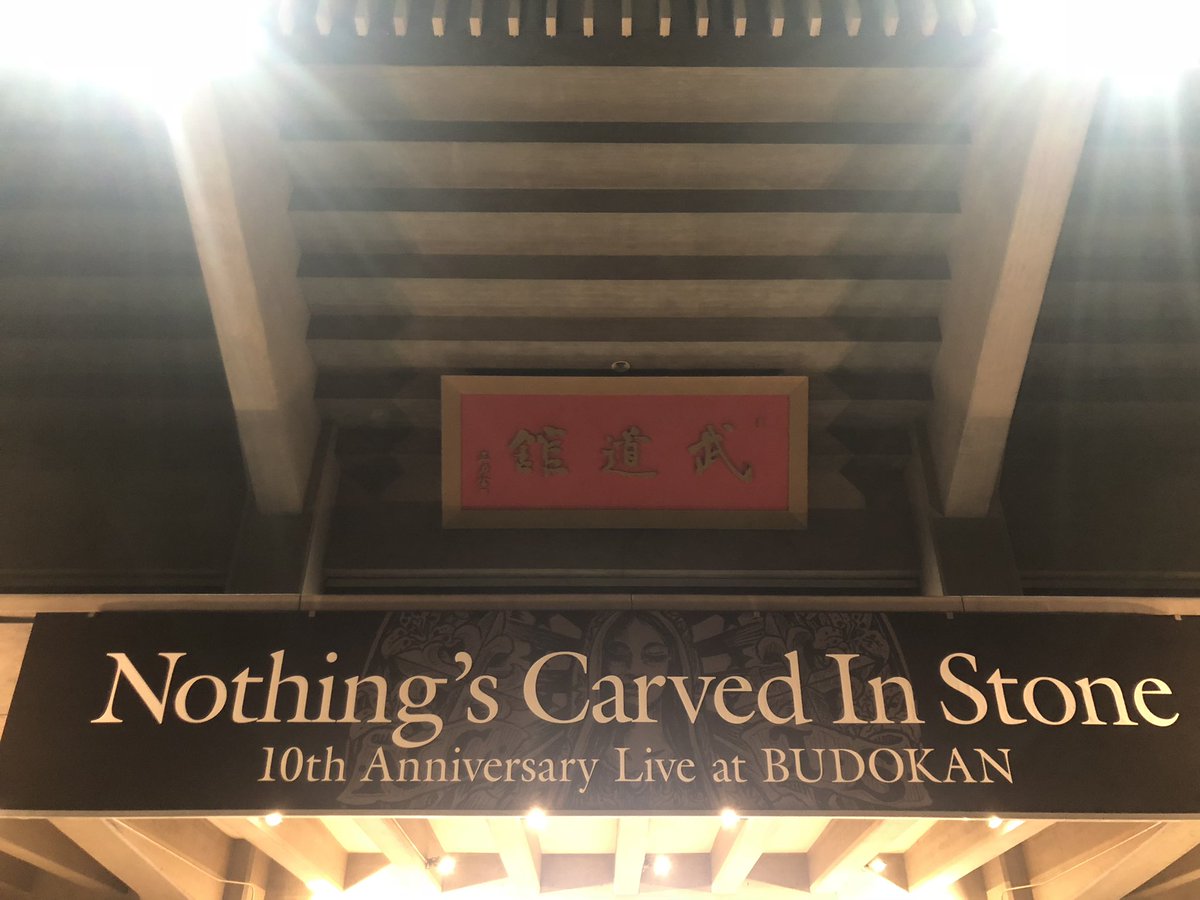 武道館
Nothing's Carved In Stone
10th Anniversary Live at BUDOKAN